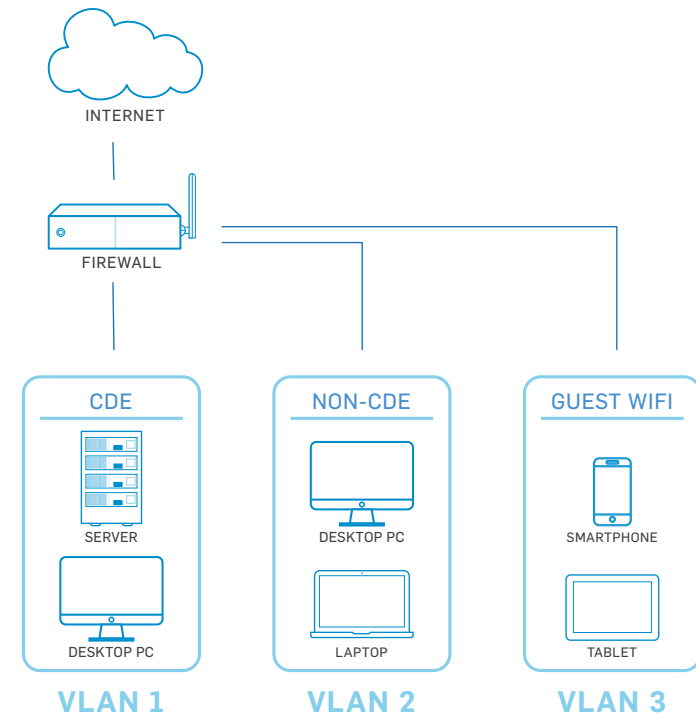 INTERNET
FIREWALL
CDE
SERVER
DESKTOP PC
VLAN 1
NON-CDE
DESKTOP PC
LAPTOP
VLAN 2
GUEST WIFI
SMARTPHONE
TABLET
VLAN 3